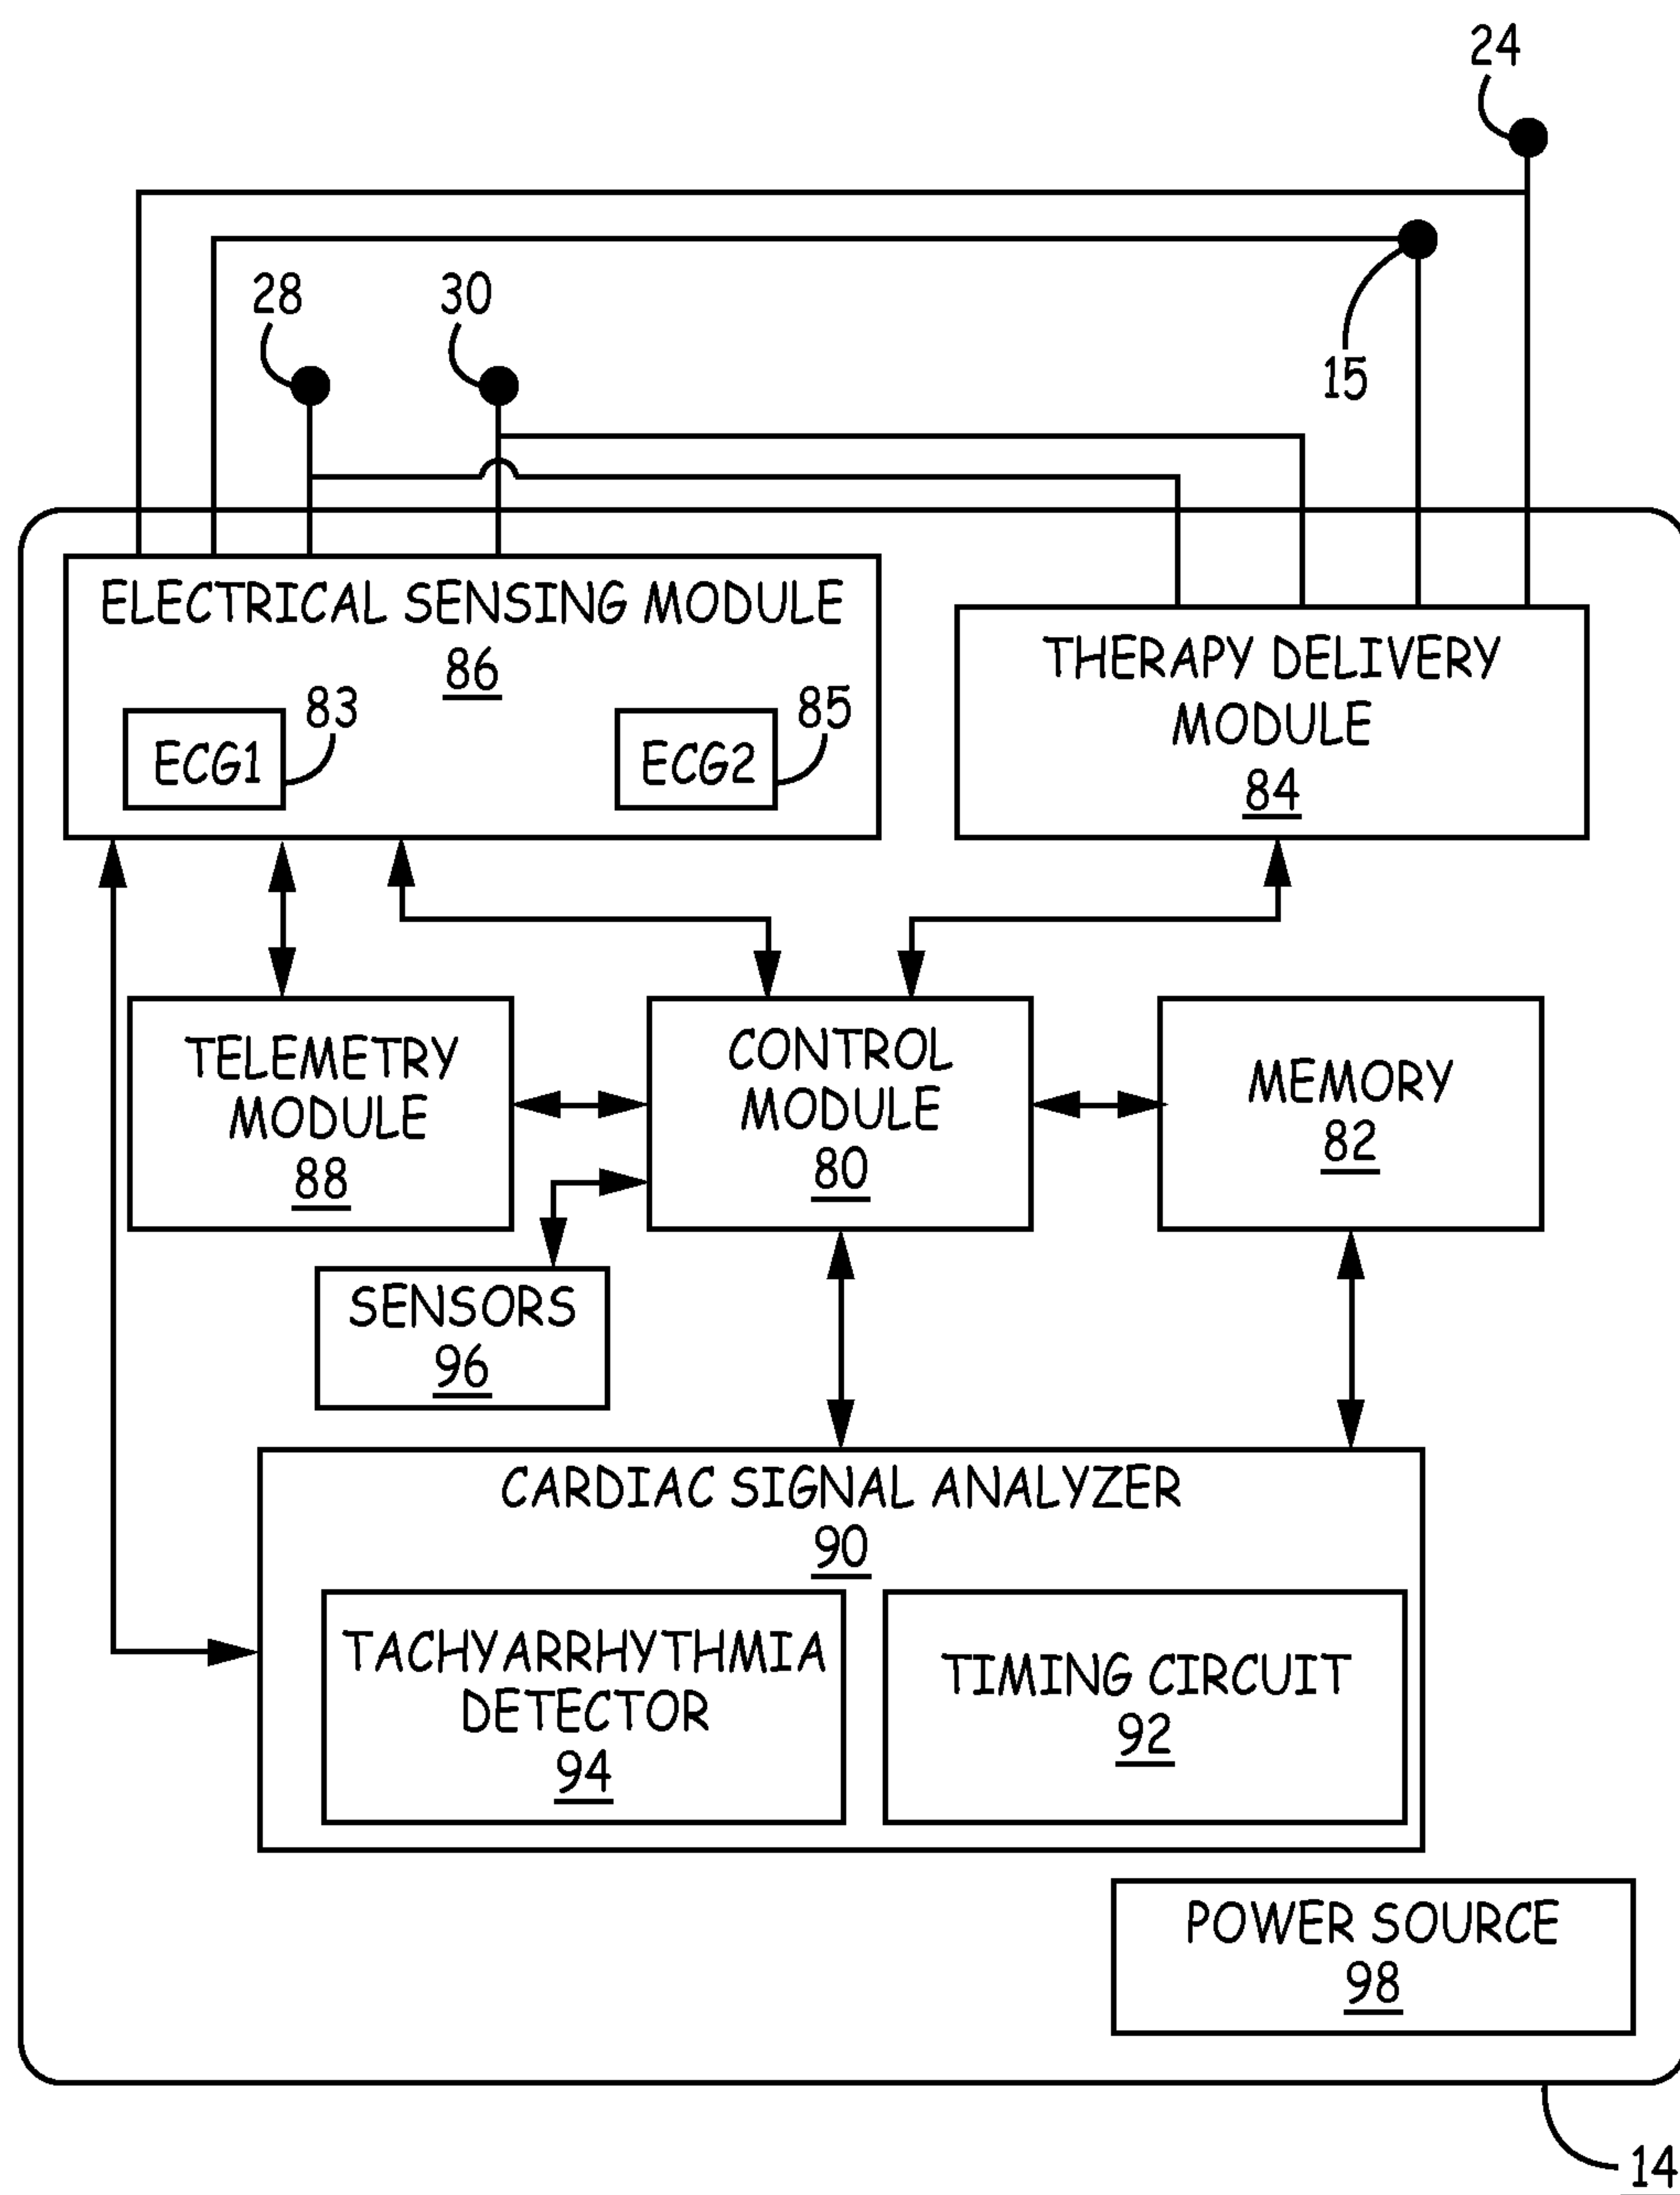 24
28
30
15
ELECTRICAL SENSING MODULE
86
83
85
ECG1
ECG2
THERAPY DELIVERY
MODULE
84
TELEMETRY
MODULE
88
CONTROL
MODULE
80
MEMORY
82
SENSORS
96
CARDIAC SIGNAL ANALYZER
90
TACHYARRHYTHMIA
DETECTOR
94
TIMING CIRCUIT
92
POWER SOURCE
98
14